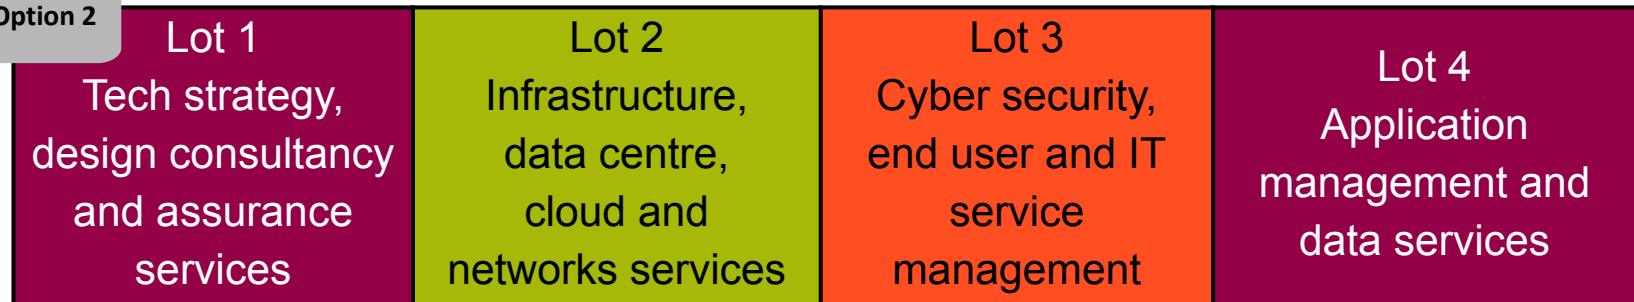 Option 2
Lot 1
Tech strategy,
design consultancy
and assurance
services
Lot 2
Infrastructure,
data centre,
cloud and
networks services
Lot 3
Cyber security,
end user and IT
service
management
Lot 4
Application
management and
data services